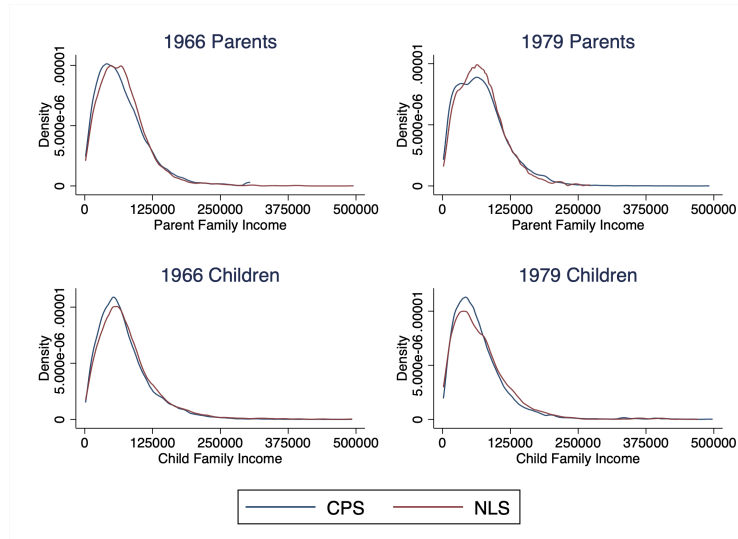 1966 Parents
Density
.00001
5.000e-06
0
0 125000 250000 375000 500000
Parent Family Income
1979 Parents
Density
.00001
5.000e-06
0
0 125000 250000 375000 500000
Parent Family Income
1966 Children
Density
.00001
5.000e-06
0
0 125000 250000 375000 500000
Child Family Income
1979 Children
Density
.00001
5.000e-06
0
0 125000 250000 375000 500000
Child Family Income
CPS NLS